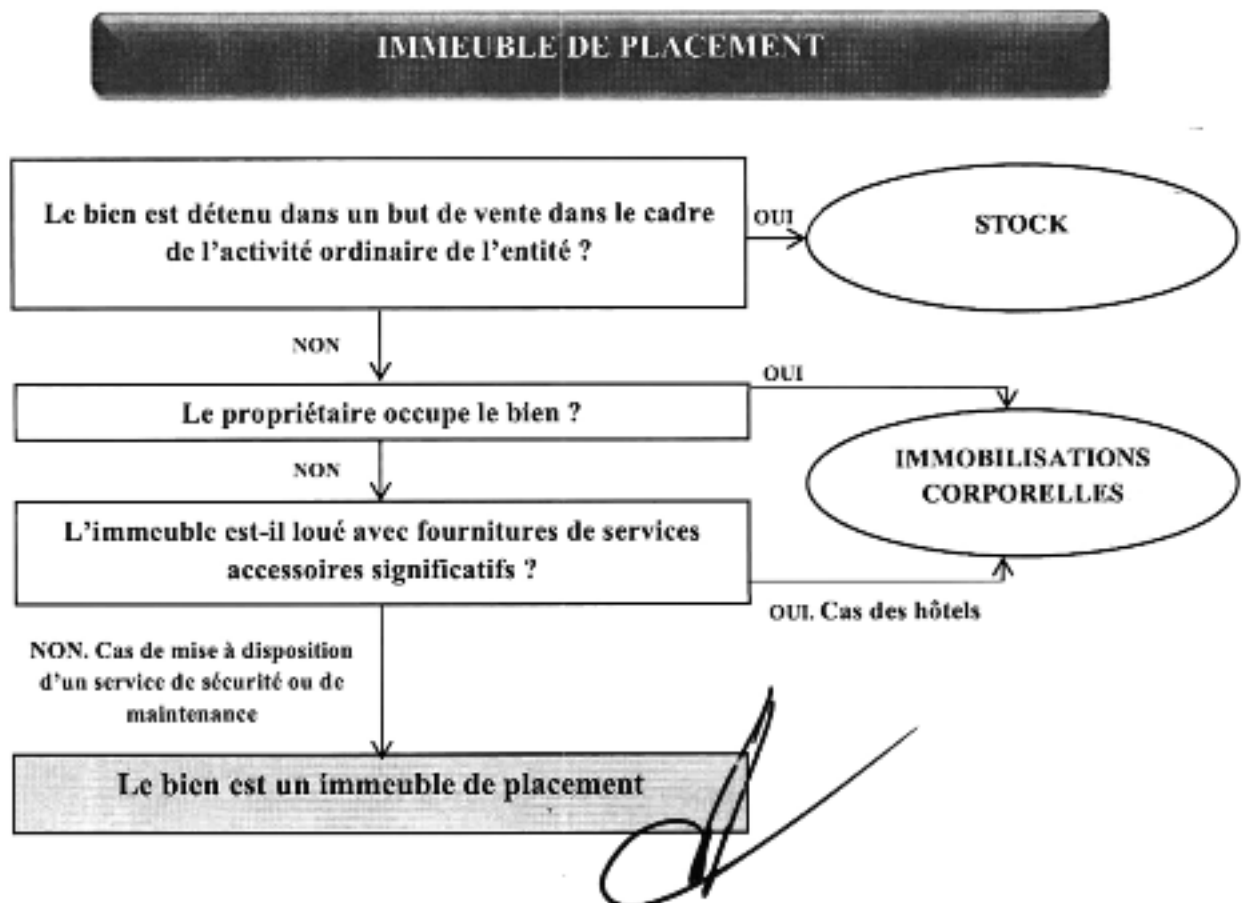 IMMEUBLE DE PLACEMENT
Le bien est détenu dans un but de vente dans le cadre
de l'activité ordinaire de l'entité ?
OUI
STOCK
NON
OUI
Le propriétaire occupe le bien ?
IMMOBILISATIONS
CORPORELLES
NON
L'immeuble est-il loué avec fournitures de services
accessoires significatifs ?
OUI. Cas des hôtels
NON. Cas de mise à disposition
d'un service de sécurité ou de
maintenance
Le bien est un immeuble de placement